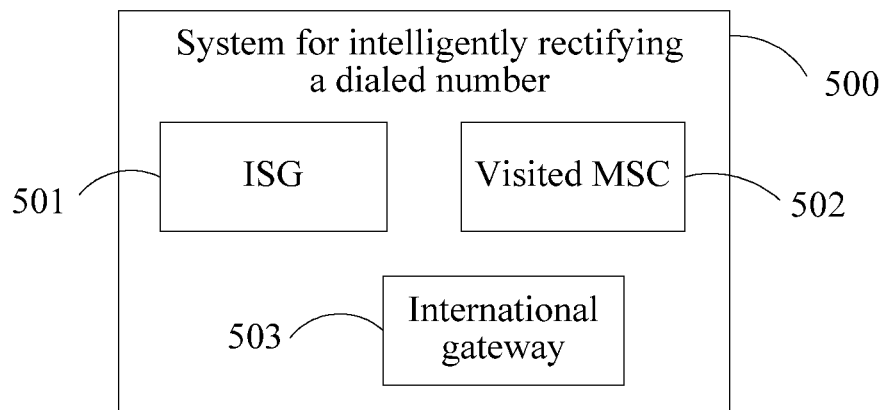 System for intelligently rectifying
a dialed number
500
ISG
Visited MSC
501
502
International
gateway
503